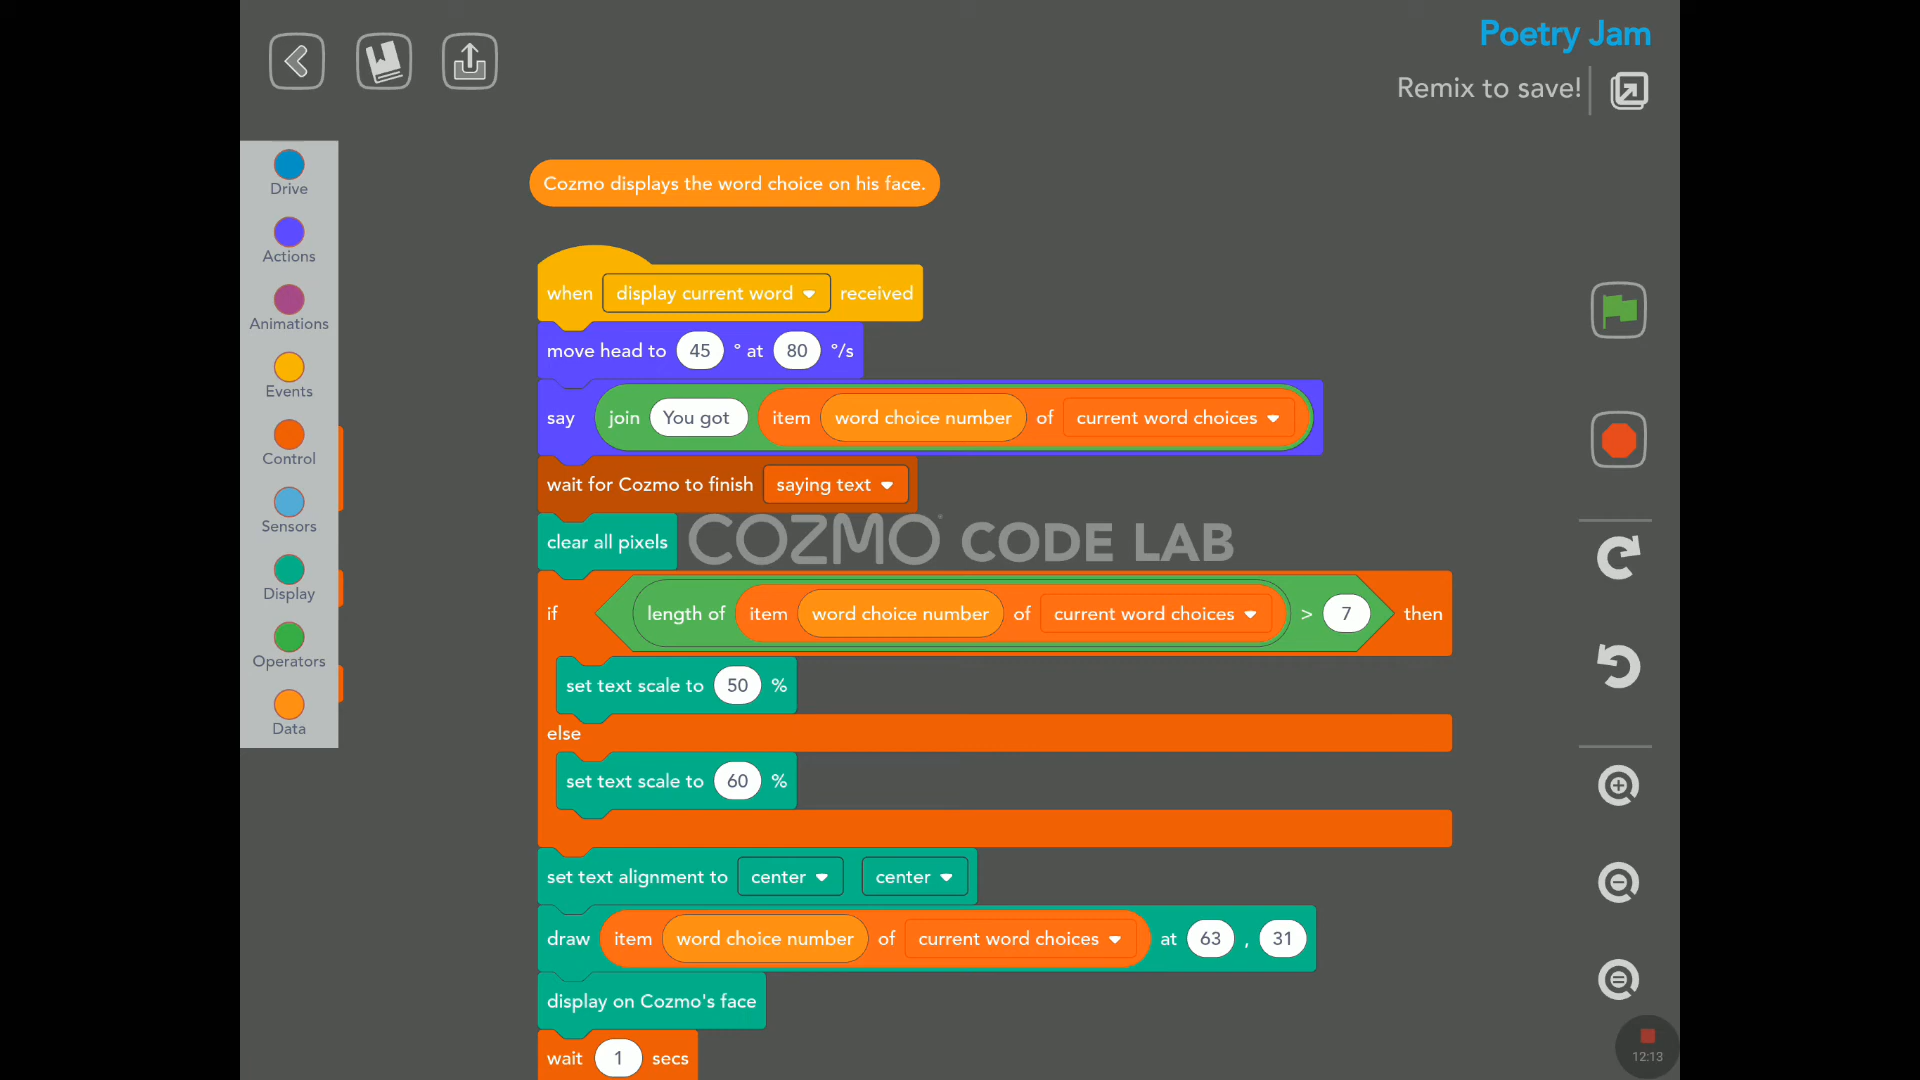 Poetry Jam
Remix to save!
Drive
Actions
Animations
Events
Control
Sensors
Display
Operators
Data
Cozmo displays the word choice on his face.
when display current word received
move head to 45 ° at 80 °/s
say join You got item word choice number of current word choices
wait for Cozmo to finish saying text
clear all pixels
COZMO CODE LAB
if length of item word choice number of current word choices > 7 then
set text scale to 50 %
else
set text scale to 60 %
set text alignment to center center
draw item word choice number of current word choices at 63 , 31
display on Cozmo's face
wait 1 secs
12:13